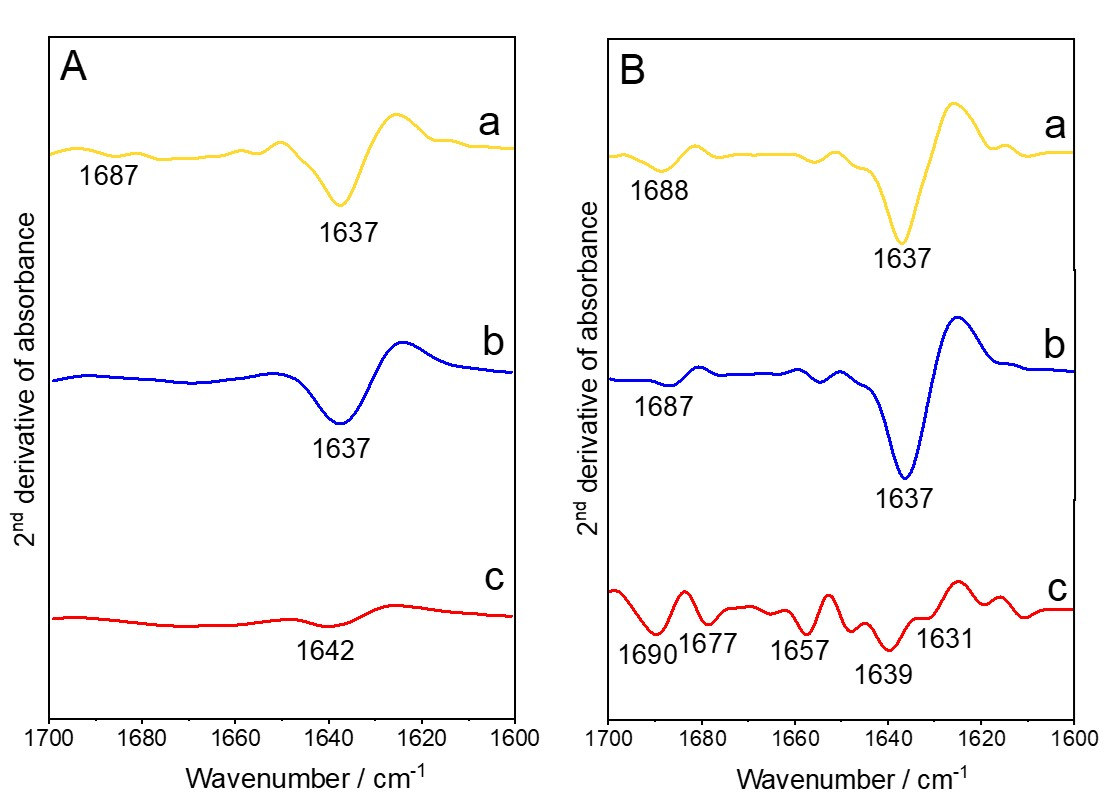 A
a
1687
1637
b
1637
c
1642
2nd derivative of absorbance
1700 1680 1660 1640 1620 1600
Wavenumber / cm-1
B
a
1688
1637
b
1687
1637
c
1690 1677 1657 1639 1631
2nd derivative of absorbance
1700 1680 1660 1640 1620 1600
Wavenumber / cm-1